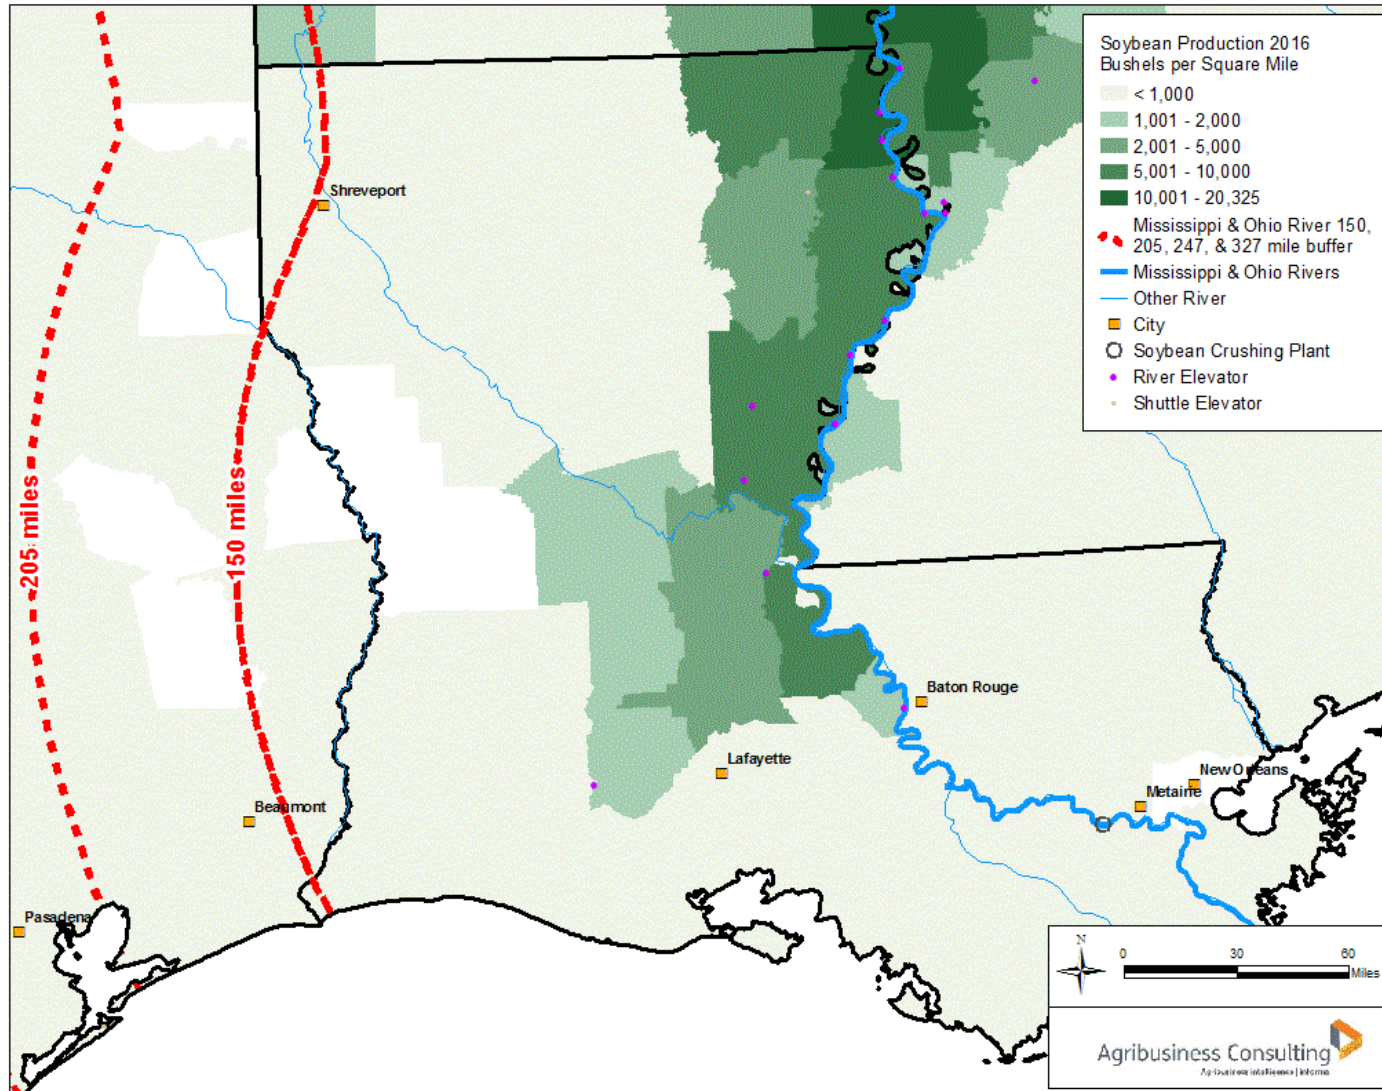 Soybean Production 2016
Bushels per Square Mile
< 1,000
1,001 - 2,000
2,001 - 5,000
5,001 - 10,000
10,001 - 20,325
Mississippi & Ohio River 150,
205, 247, & 327 mile buffer
Mississippi & Ohio Rivers
Other River
City
Soybean Crushing Plant
River Elevator
Shuttle Elevator
Shreveport
205 miles
150 miles
Baton Rouge
Lafayette
New Orleans
Metairie
Beaumont
Pasadena
N
0 30 60
Miles
Agribusiness Consulting
Agribusiness intelligence | informa